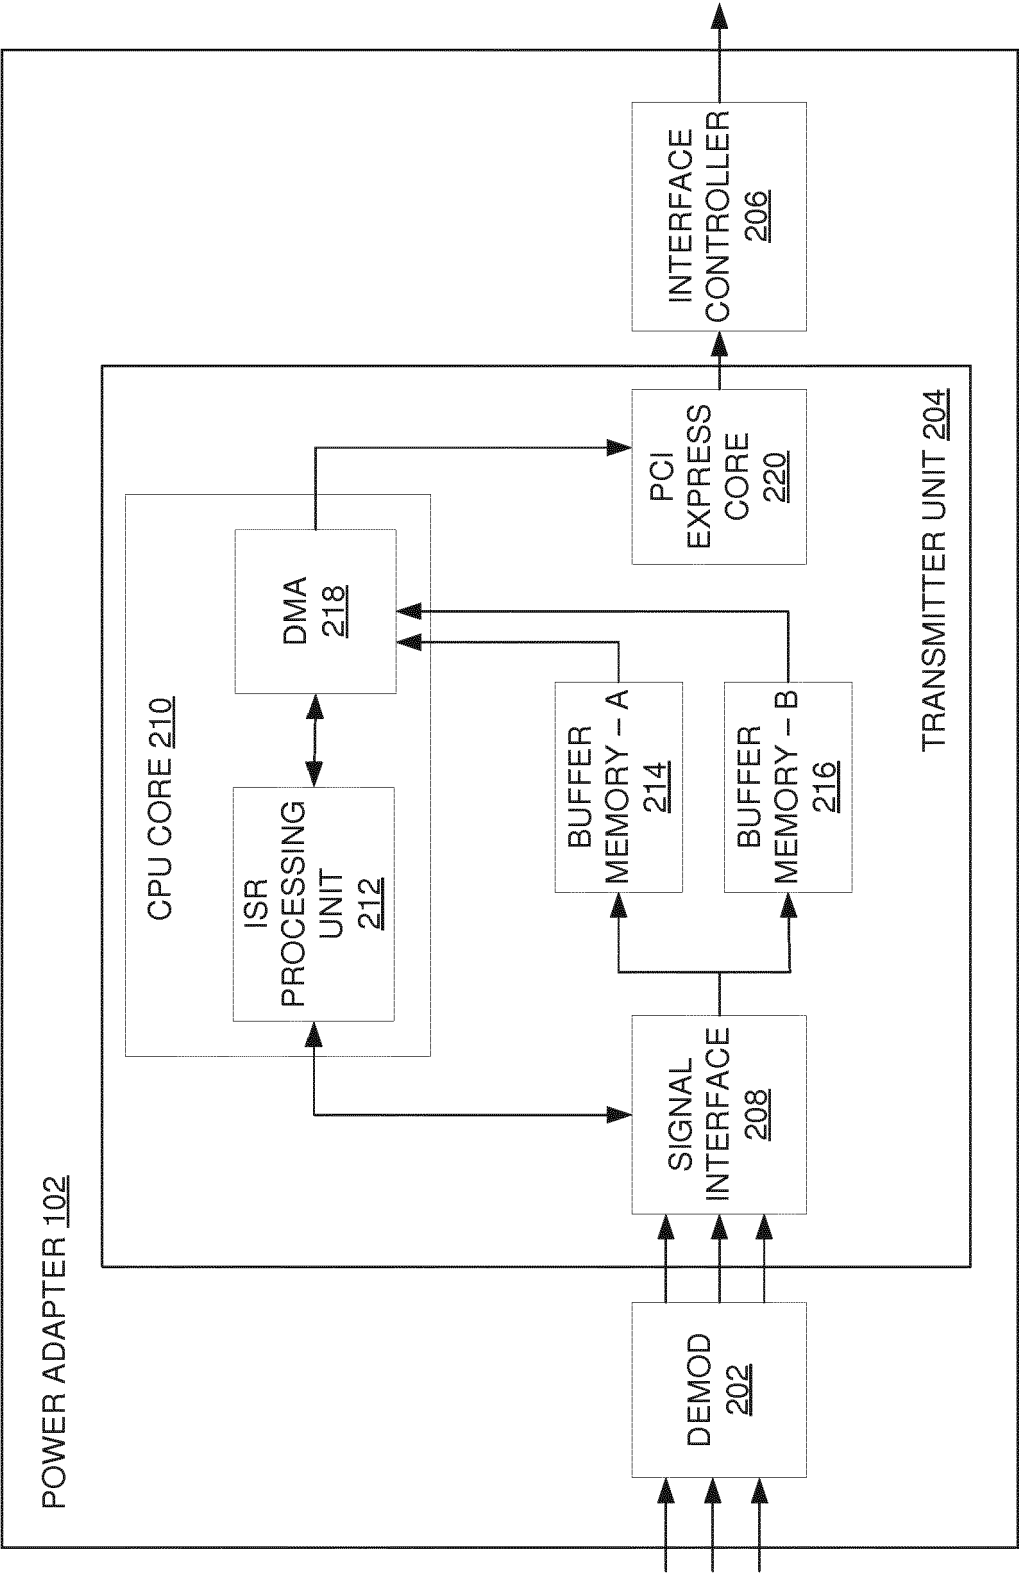 POWER ADAPTER 102
CPU CORE 210
ISR
PROCESSING
UNIT
212
DMA
218
DEMOD
202
SIGNAL
INTERFACE
208
BUFFER
MEMORY – A
214
BUFFER
MEMORY – B
216
PCI
EXPRESS
CORE
220
INTERFACE
CONTROLLER
206
TRANSMITTER UNIT 204